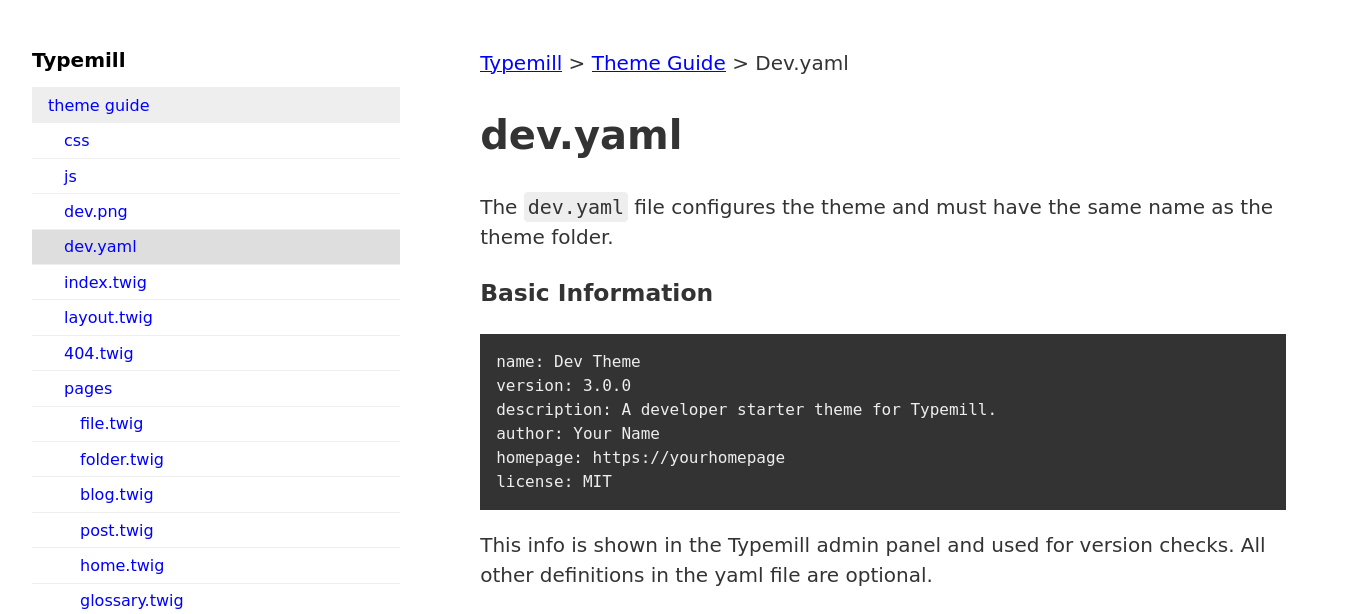 Typemill
theme guide
css
js
dev.png
dev.yaml
index.twig
layout.twig
404.twig
pages
file.twig
folder.twig
blog.twig
post.twig
home.twig
glossary.twig
Typemill > Theme Guide > Dev.yaml
dev.yaml
The dev.yaml file configures the theme and must have the same name as the
theme folder.
Basic Information
name: Dev Theme
version: 3.0.0
description: A developer starter theme for Typemill.
author: Your Name
homepage: https://yourhomepage
license: MIT
This info is shown in the Typemill admin panel and used for version checks. All
other definitions in the yaml file are optional.